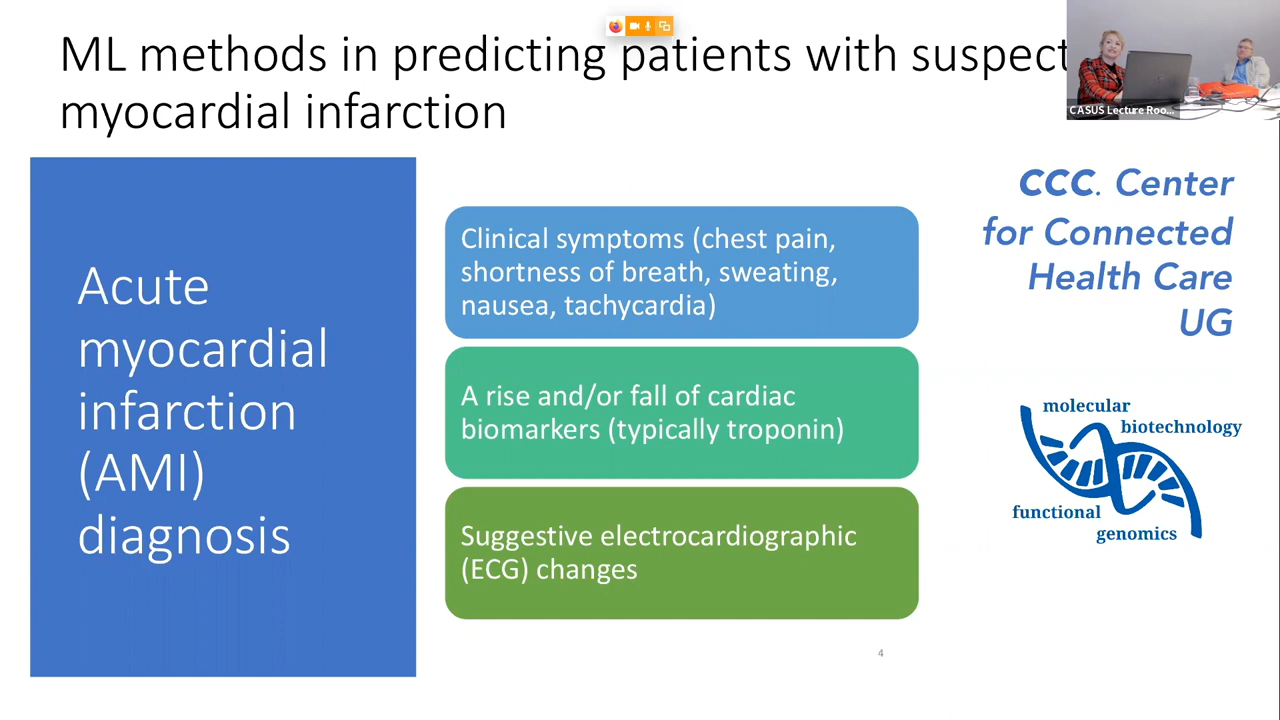 ML methods in predicting patients with suspect
myocardial infarction
CASUS Lecture Roo...
Acute
myocardial
infarction
(AMI)
diagnosis
Clinical symptoms (chest pain,
shortness of breath, sweating,
nausea, tachycardia)
A rise and/or fall of cardiac
biomarkers (typically troponin)
Suggestive electrocardiographic
(ECG) changes
CCC. Center
for Connected
Health Care
UG
molecular
biotechnology
functional
genomics
4